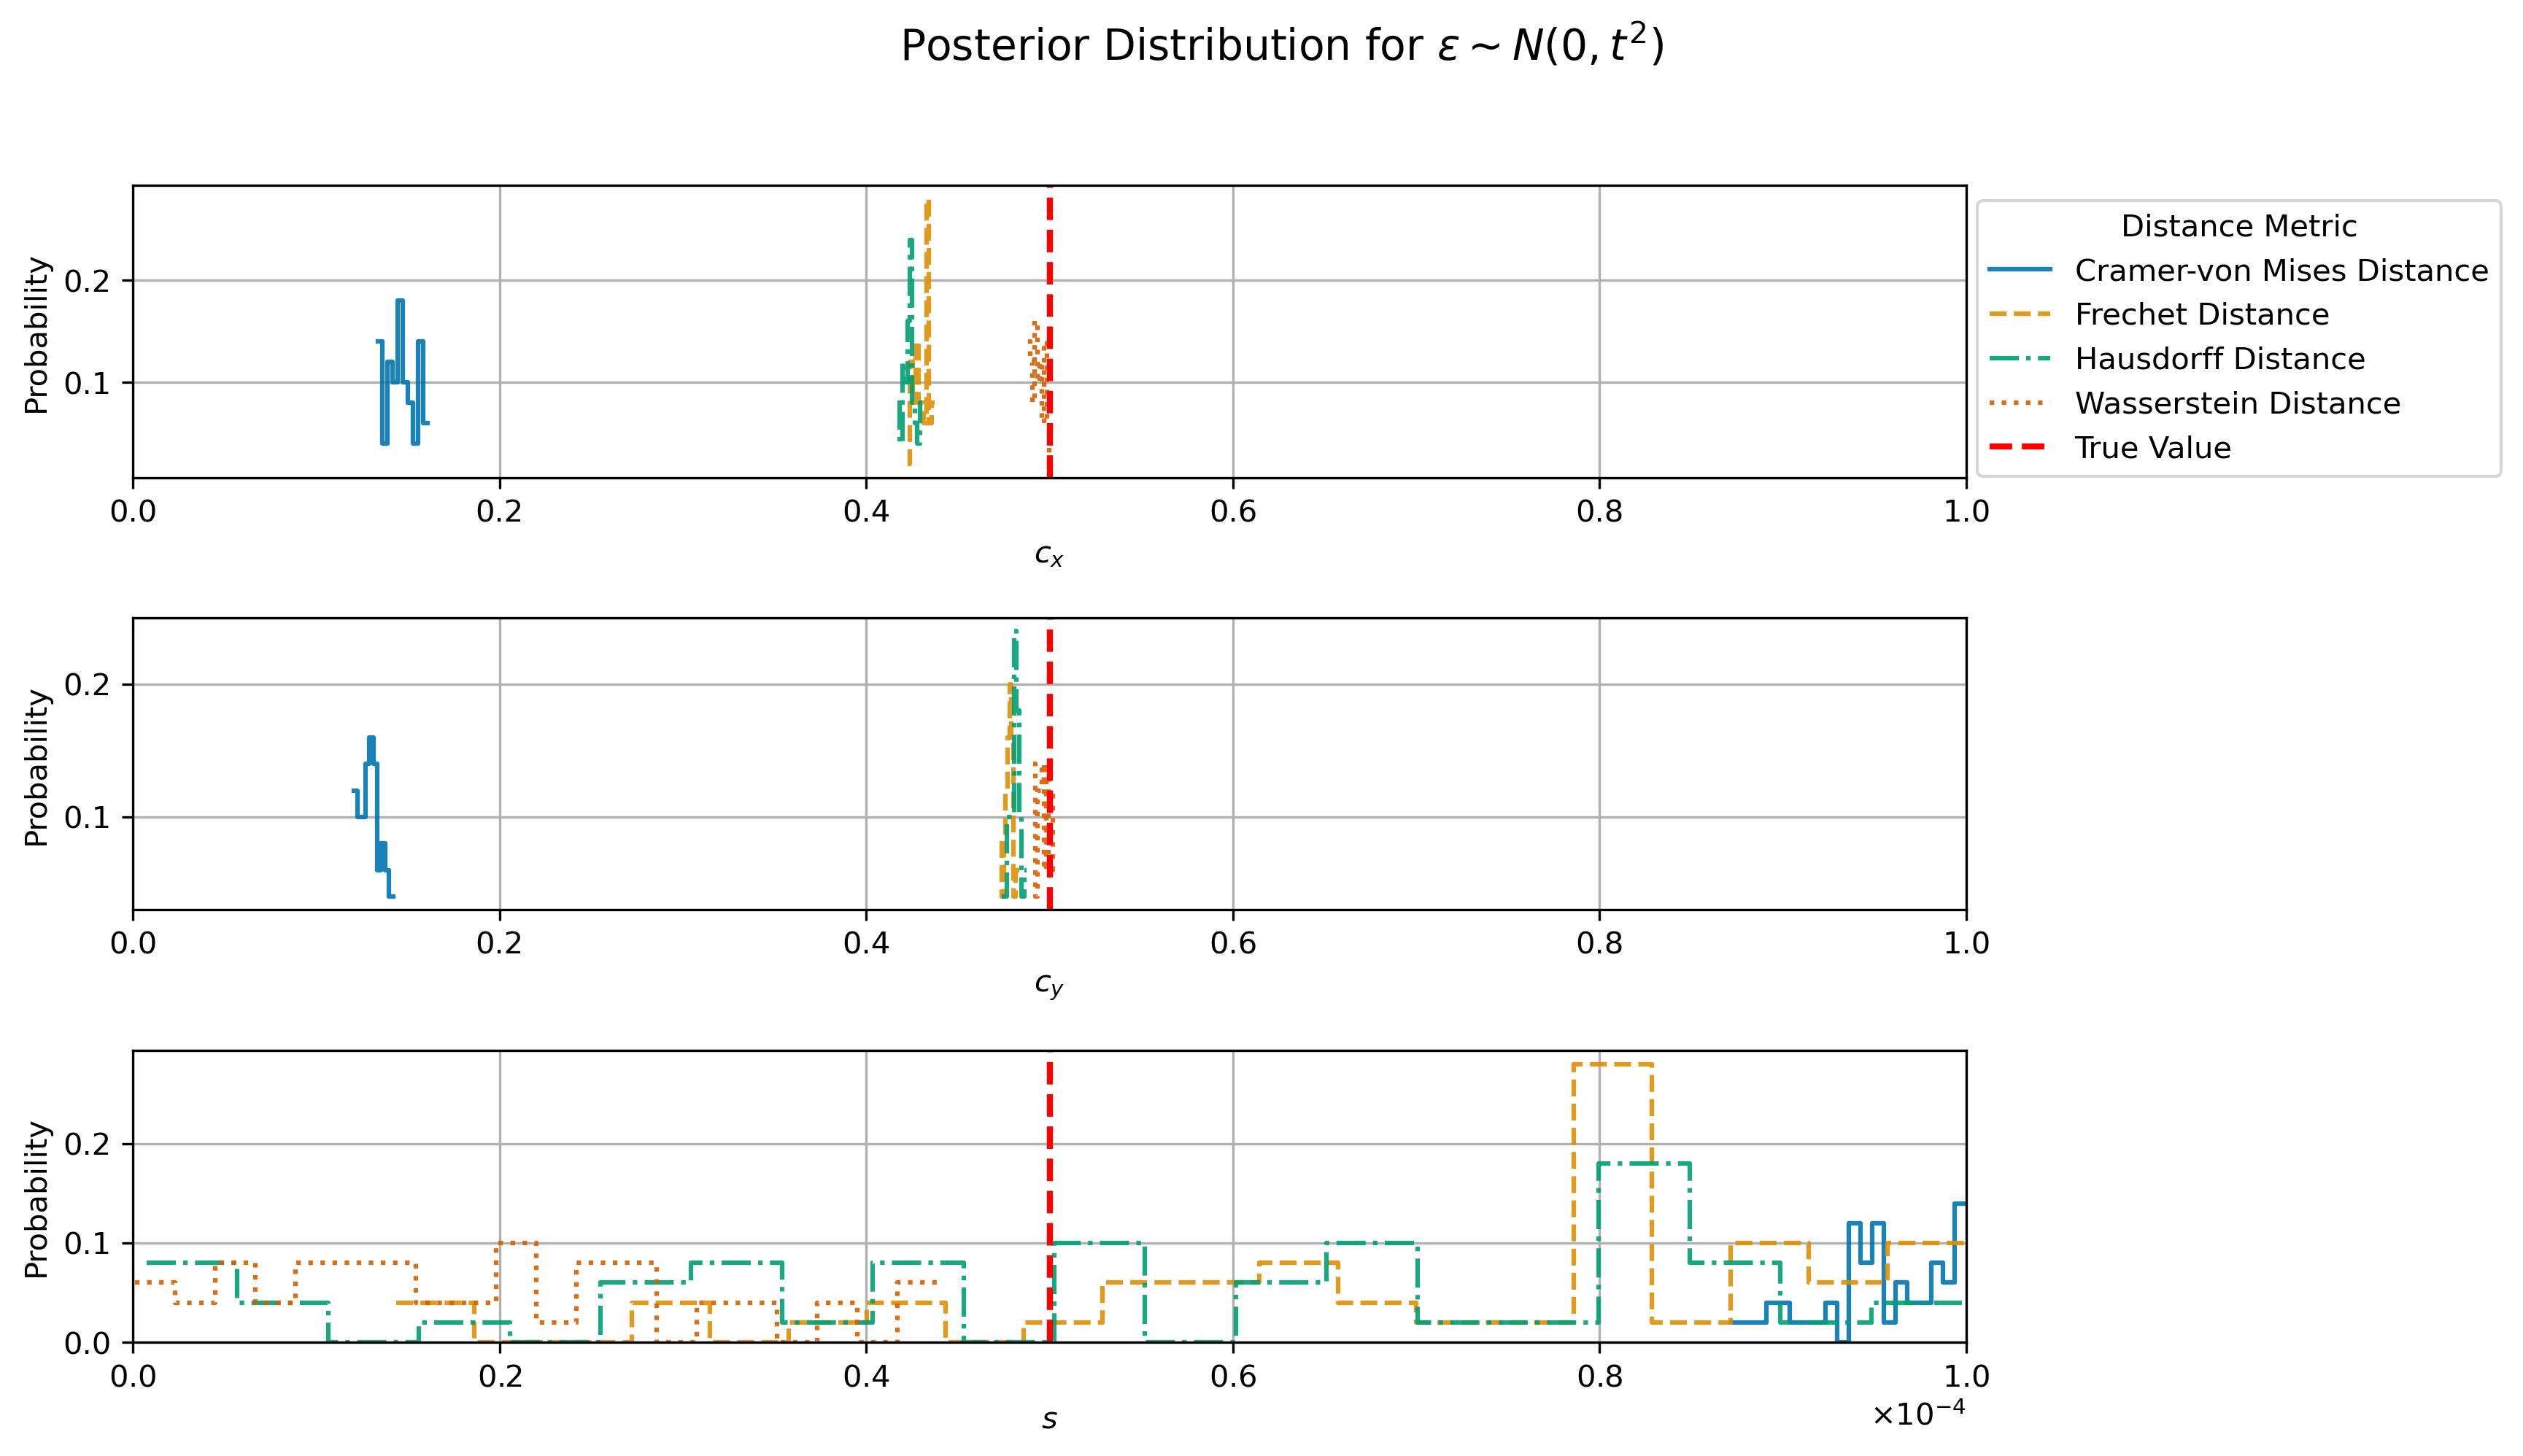 Posterior Distribution for ε ~ N(0, t²)
Probability
0.2
0.1
0.0 0.2 0.4 0.6 0.8 1.0
cₓ
Distance Metric
Cramer-von Mises Distance
Frechet Distance
Hausdorff Distance
Wasserstein Distance
True Value
Probability
0.2
0.1
0.0 0.2 0.4 0.6 0.8 1.0
c_y
Probability
0.2
0.1
0.0
0.0 0.2 0.4 0.6 0.8 1.0
×10⁻⁴
s